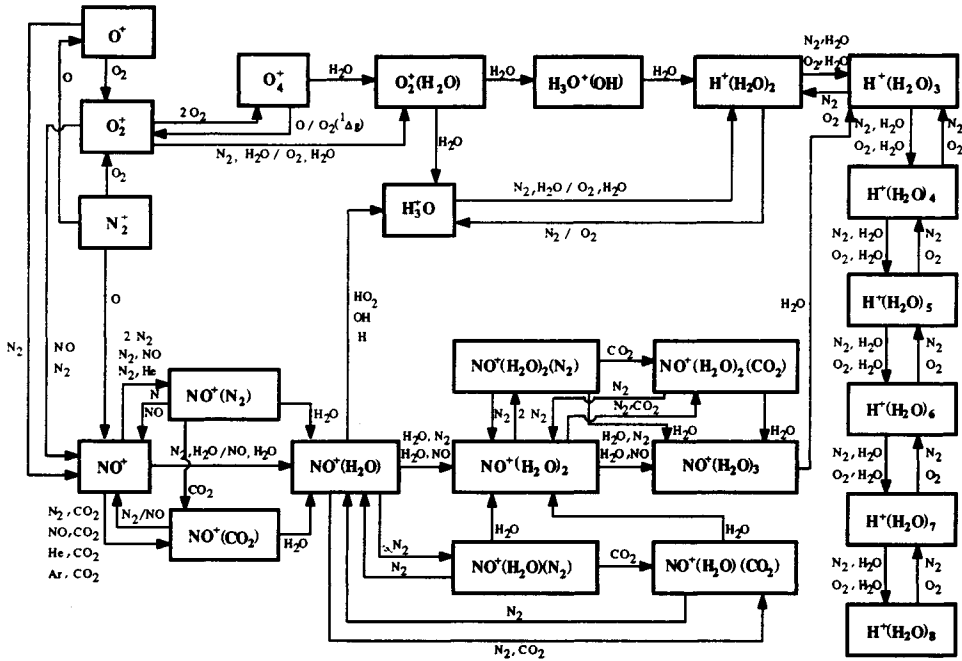 O⁺
O₂
O
O₂⁺
O₂
N₂⁺
O
N₂
NO
N₂
2 O₂
O / O₂(¹Δg)
N₂, H₂O / O₂, H₂O
O₄⁺
H₂O
O₂⁺(H₂O)
H₂O
H₃O⁺(OH)
H₂O
H⁺(H₂O)₂
N₂,H₂O
O₂,H₂O
N₂
O₂
H⁺(H₂O)₃
H₂O
H₃⁺O
N₂,H₂O / O₂,H₂O
N₂ / O₂
HO₂
OH
H
H₂O
N₂, H₂O
O₂, H₂O
N₂
O₂
H⁺(H₂O)₄
N₂, H₂O
O₂, H₂O
N₂
O₂
H⁺(H₂O)₅
N₂, H₂O
O₂, H₂O
N₂
O₂
H⁺(H₂O)₆
N₂, H₂O
O₂, H₂O
N₂
O₂
H⁺(H₂O)₇
N₂, H₂O
O₂, H₂O
N₂
O₂
H⁺(H₂O)₈
2 N₂
N₂, NO
N₂, He
N
NO
NO⁺(N₂)
H₂O
NO⁺
N₂,H₂O/NO, H₂O
CO₂
N₂/NO
NO⁺(CO₂)
H₂O
N₂,CO₂
NO,CO₂
He,CO₂
Ar,CO₂
NO⁺(H₂O)
H₂O, N₂
H₂O,NO
NO⁺(H₂O)₂(N₂)
CO₂
NO⁺(H₂O)₂(CO₂)
N₂
2 N₂
N₂
N₂,CO₂
H₂O
H₂O
NO⁺(H₂O)₂
H₂O, N₂
H₂O,NO
NO⁺(H₂O)₃
H₂O
H₂O
N₂
N₂
NO⁺(H₂O)(N₂)
CO₂
NO⁺(H₂O)(CO₂)
N₂
N₂,CO₂